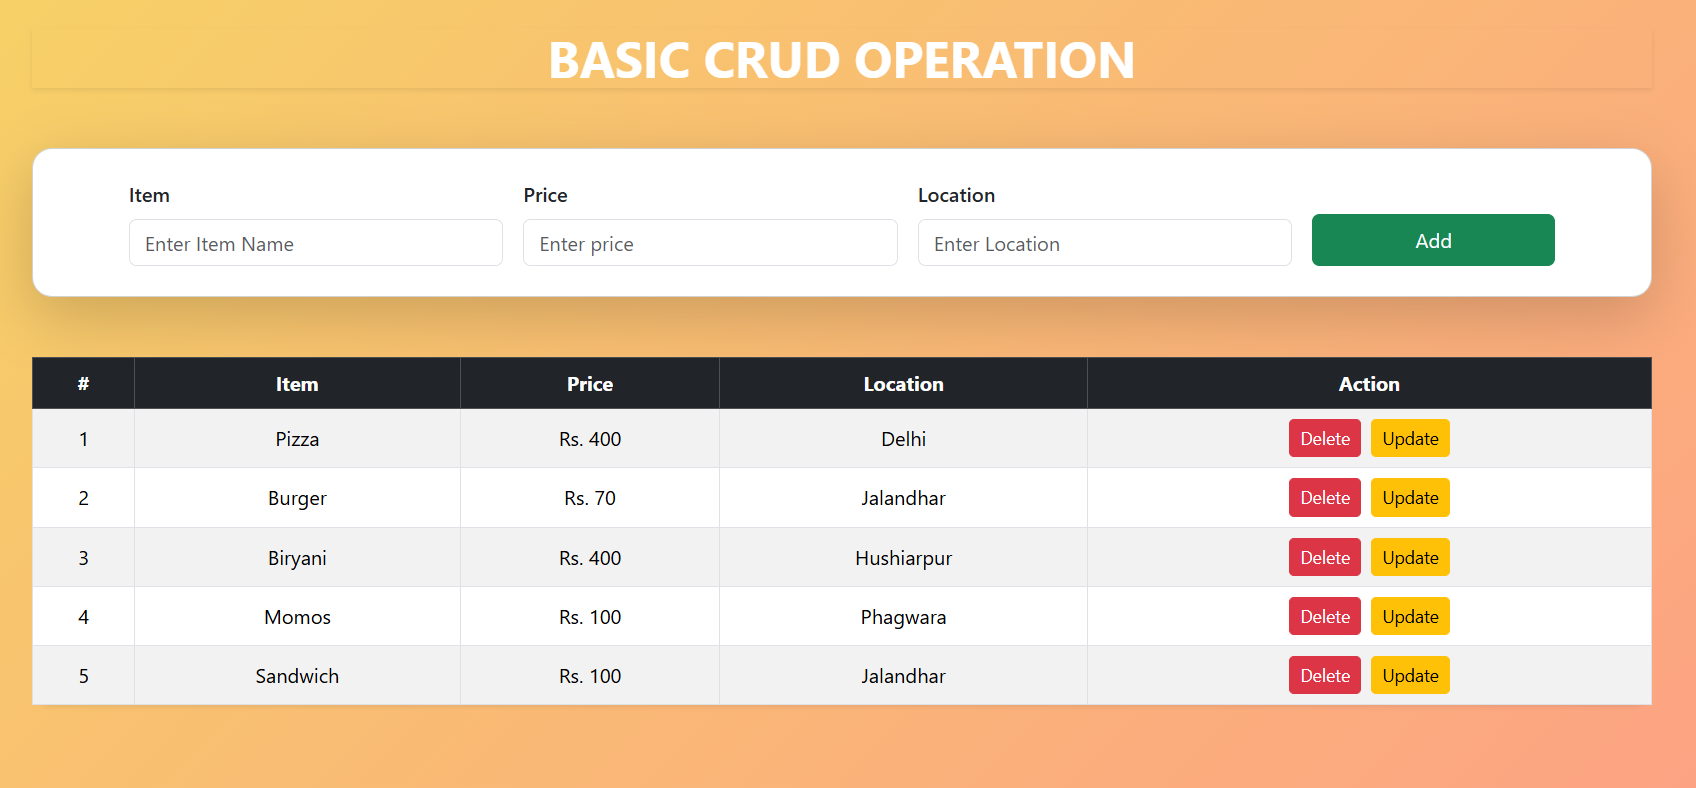 BASIC CRUD OPERATION
Item Price Location
Enter Item Name Enter price Enter Location Add
# Item Price Location Action
1 Pizza Rs. 400 Delhi Delete Update
2 Burger Rs. 70 Jalandhar Delete Update
3 Biryani Rs. 400 Hushiarpur Delete Update
4 Momos Rs. 100 Phagwara Delete Update
5 Sandwich Rs. 100 Jalandhar Delete Update